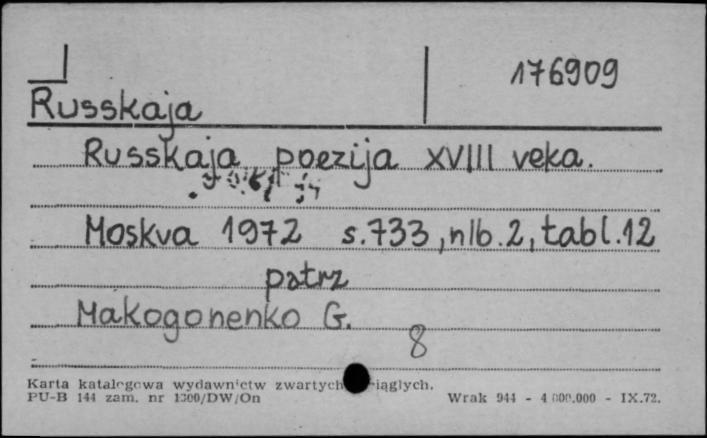 176909
Russkaja
Russkaja poezija XVIII veka.
Moskva 1972 s.733, nlb.2, tabl.12
patrz
Makogonenko G.
8
Karta katalogowa wydawnictw zwartych
PU-B 144 zam. nr 1300/DW/On
Wrak 944 - 4 000.000 - IX.72.